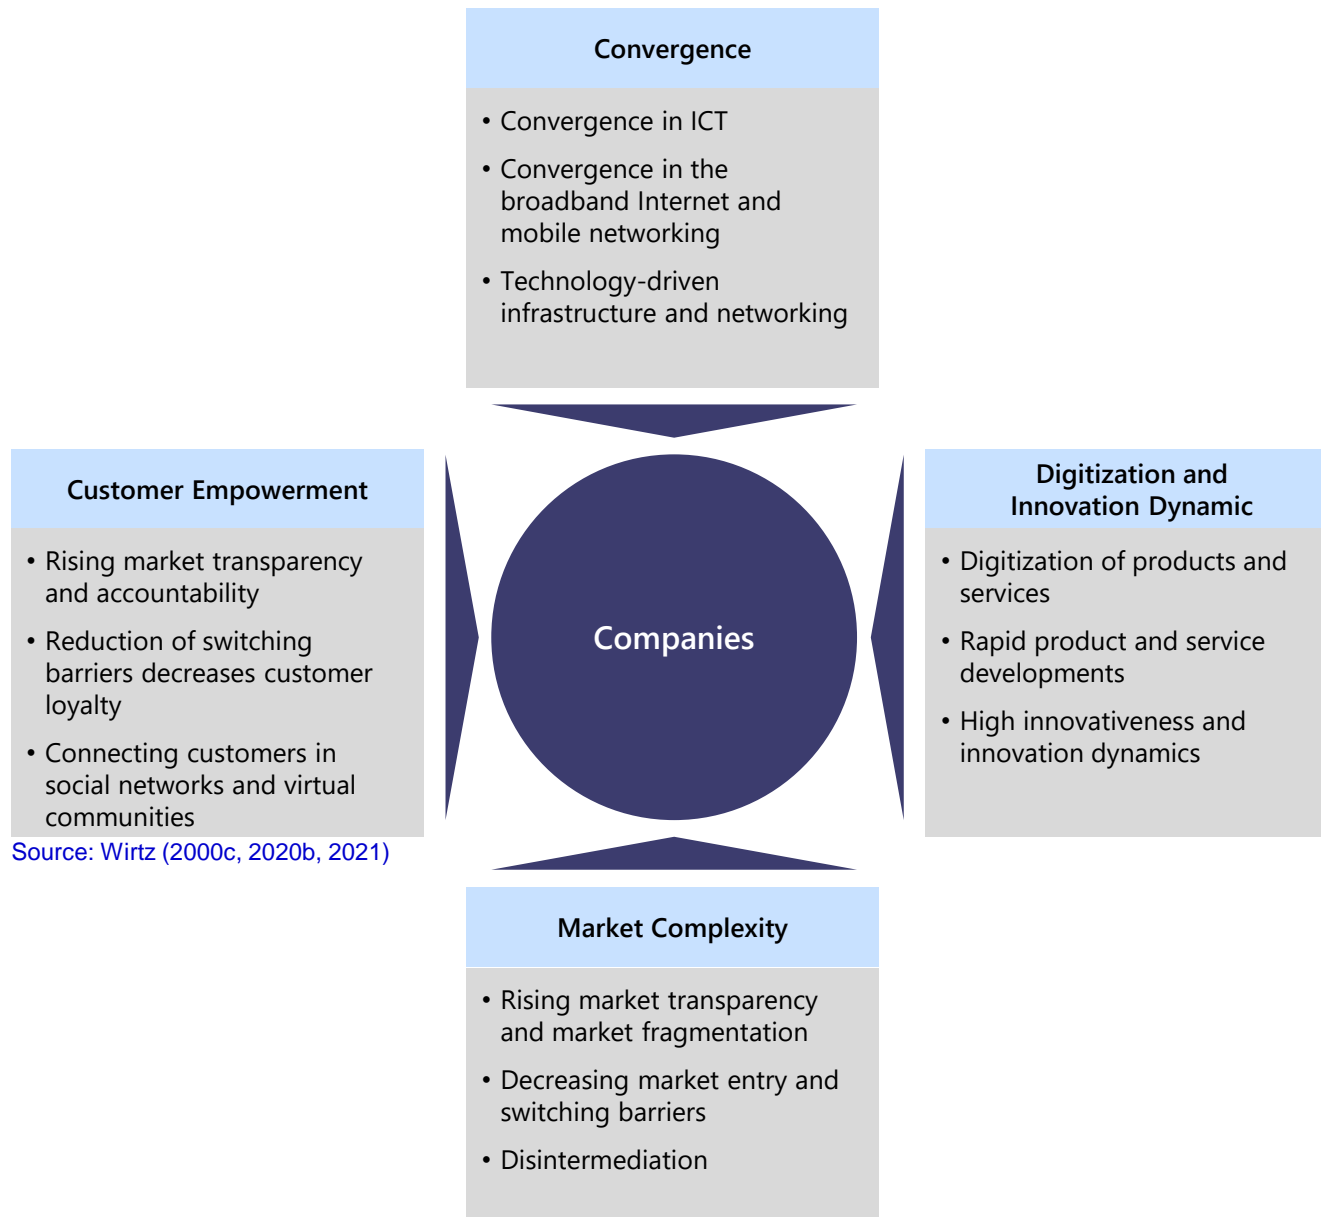 Convergence
• Convergence in ICT
• Convergence in the
broadband Internet and
mobile networking
• Technology-driven
infrastructure and networking
Customer Empowerment
• Rising market transparency
and accountability
• Reduction of switching
barriers decreases customer
loyalty
• Connecting customers in
social networks and virtual
communities
Source: Wirtz (2000c, 2020b, 2021)
Companies
Digitization and
Innovation Dynamic
• Digitization of products and
services
• Rapid product and service
developments
• High innovativeness and
innovation dynamics
Market Complexity
• Rising market transparency
and market fragmentation
• Decreasing market entry and
switching barriers
• Disintermediation